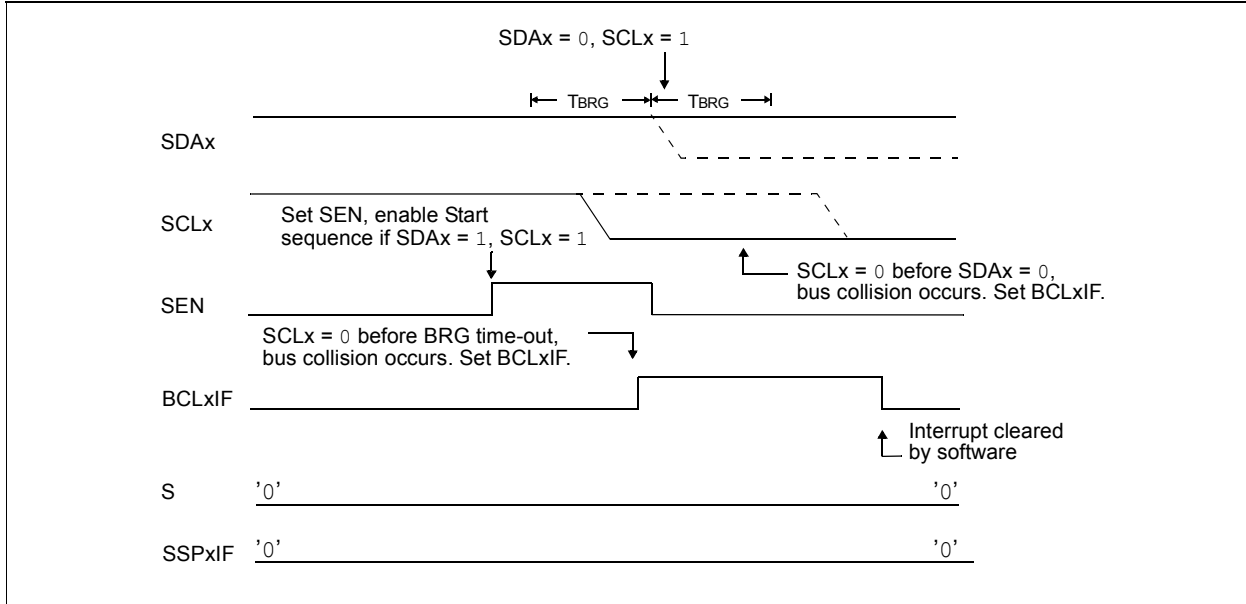 SDAx = 0, SCLx = 1
TBRG TBRG
SDAx
SCLx
Set SEN, enable Start
sequence if SDAx = 1, SCLx = 1
SCLx = 0 before SDAx = 0,
bus collision occurs. Set BCLxIF.
SEN
SCLx = 0 before BRG time-out,
bus collision occurs. Set BCLxIF.
BCLxIF
Interrupt cleared
by software
S '0' '0'
SSPxIF '0' '0'